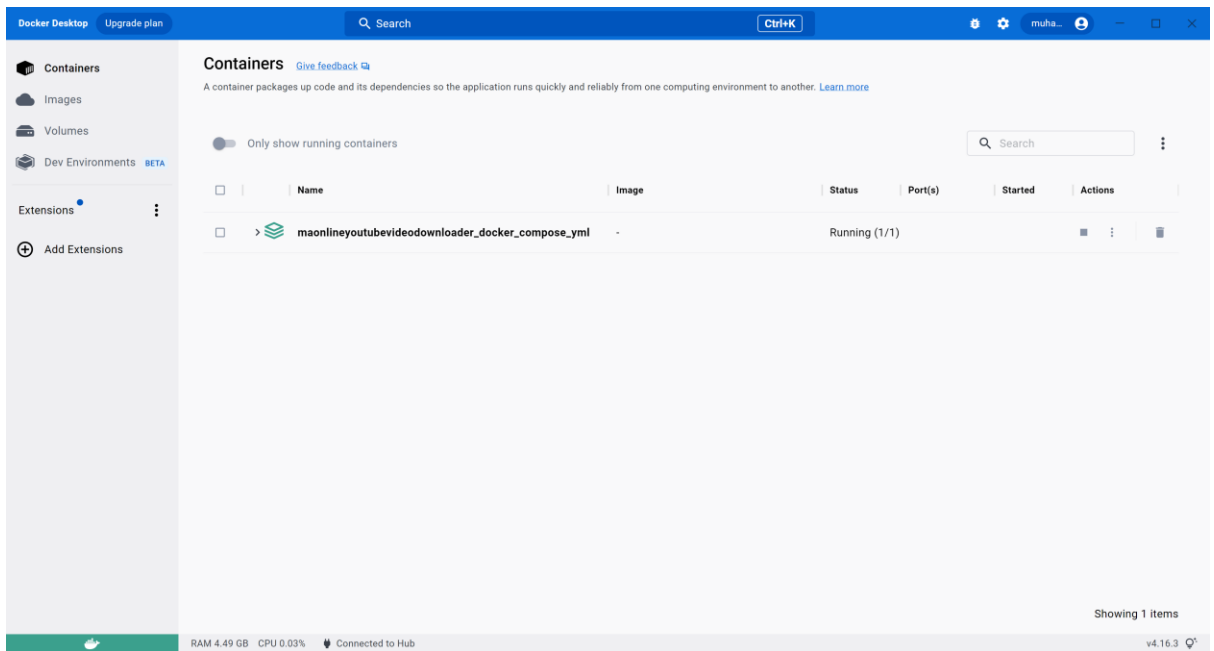 Docker Desktop Upgrade plan Search Ctrl+K muha...
Containers
Images
Volumes
Dev Environments BETA
Extensions
Add Extensions
Containers Give feedback
A container packages up code and its dependencies so the application runs quickly and reliably from one computing environment to another. Learn more
Only show running containers Search
Name Image Status Port(s) Started Actions
maonlineyoutubevideodownloader_docker_compose_yml - Running (1/1)
Showing 1 items
RAM 4.49 GB CPU 0.03% Connected to Hub v4.16.3